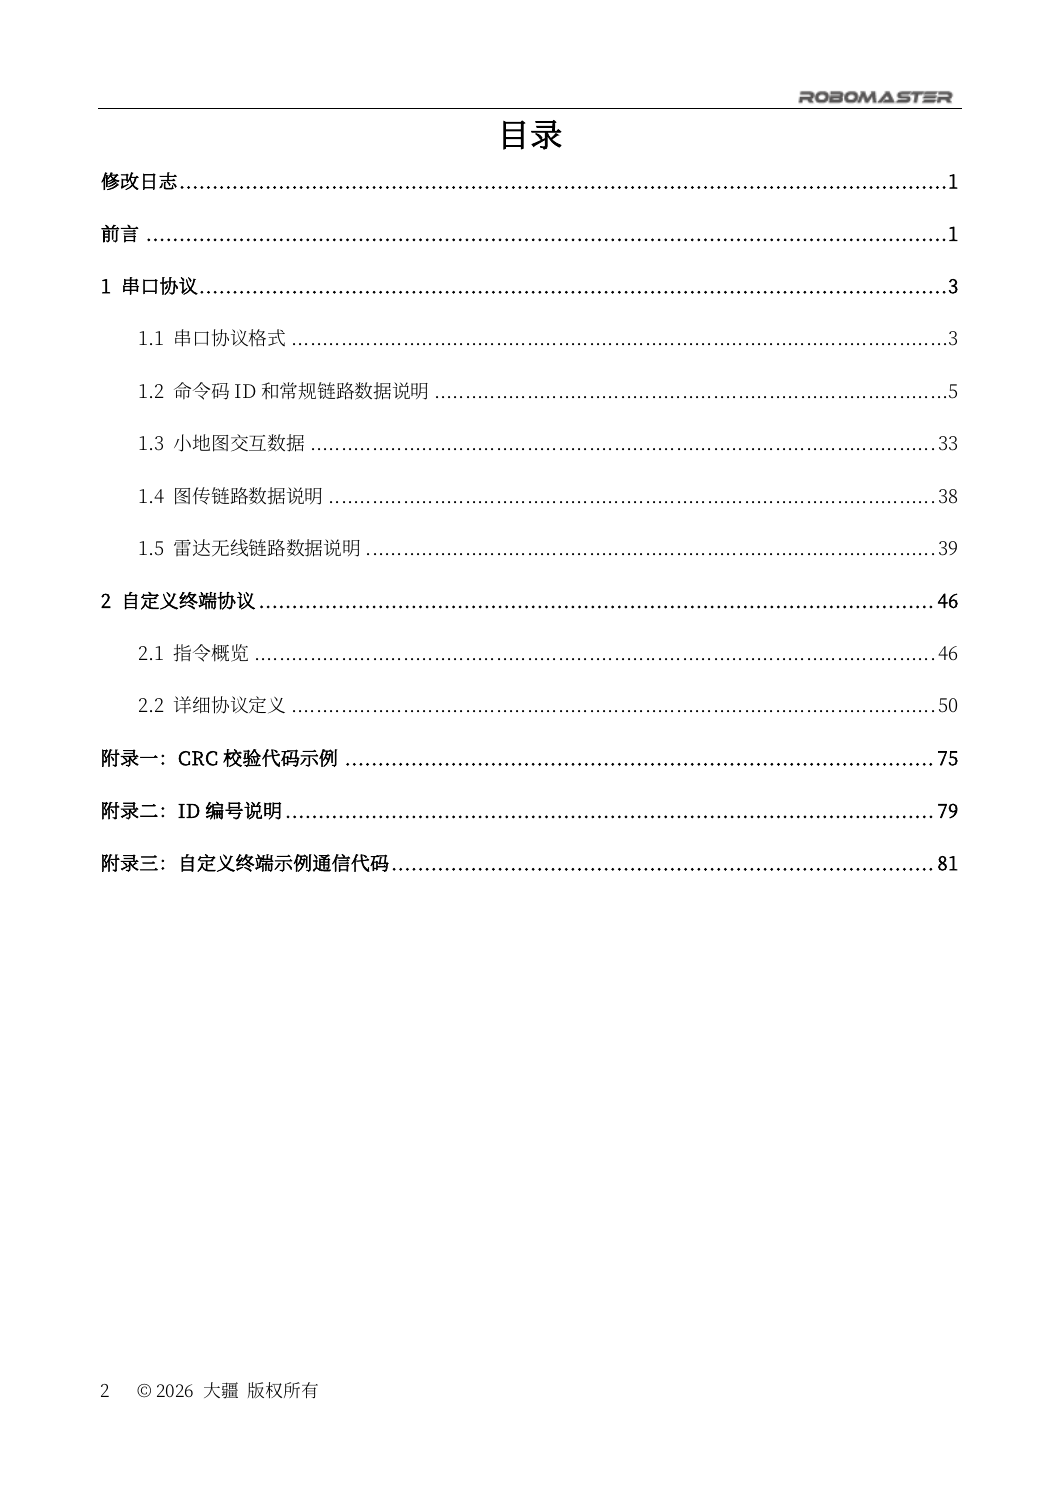 ROBOMASTER
目录
修改日志........................................................................................................................1
前言 ............................................................................................................................1
1 串口协议....................................................................................................................3
1.1 串口协议格式 ........................................................................................................3
1.2 命令码 ID 和常规链路数据说明 ..................................................................................5
1.3 小地图交互数据 ....................................................................................................33
1.4 图传链路数据说明 .................................................................................................38
1.5 雷达无线链路数据说明 ...........................................................................................39
2 自定义终端协议 .........................................................................................................46
2.1 指令概览 .............................................................................................................46
2.2 详细协议定义 .......................................................................................................50
附录一：CRC 校验代码示例 ............................................................................................75
附录二：ID 编号说明 .....................................................................................................79
附录三：自定义终端示例通信代码....................................................................................81
2 © 2026 大疆 版权所有